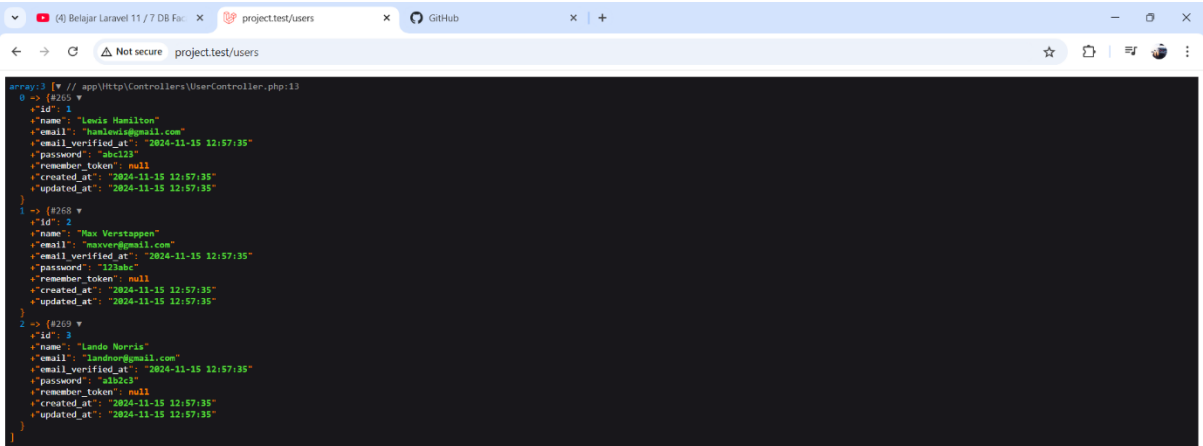 (4) Belajar Laravel 11 / 7 DB Fac
project.test/users
GitHub
Not secure project.test/users
array:3 [▼ // app\Http\Controllers\UserController.php:13
0 => {#265 ▼
+"id": 1
+"name": "Lewis Hamilton"
+"email": "hamlewis@gmail.com"
+"email_verified_at": "2024-11-15 12:57:35"
+"password": "abc123"
+"remember_token": null
+"created_at": "2024-11-15 12:57:35"
+"updated_at": "2024-11-15 12:57:35"
}
1 => {#268 ▼
+"id": 2
+"name": "Max Verstappen"
+"email": "maxver@gmail.com"
+"email_verified_at": "2024-11-15 12:57:35"
+"password": "123abc"
+"remember_token": null
+"created_at": "2024-11-15 12:57:35"
+"updated_at": "2024-11-15 12:57:35"
}
2 => {#269 ▼
+"id": 3
+"name": "Lando Norris"
+"email": "landnor@gmail.com"
+"email_verified_at": "2024-11-15 12:57:35"
+"password": "a1b2c3"
+"remember_token": null
+"created_at": "2024-11-15 12:57:35"
+"updated_at": "2024-11-15 12:57:35"
}
]